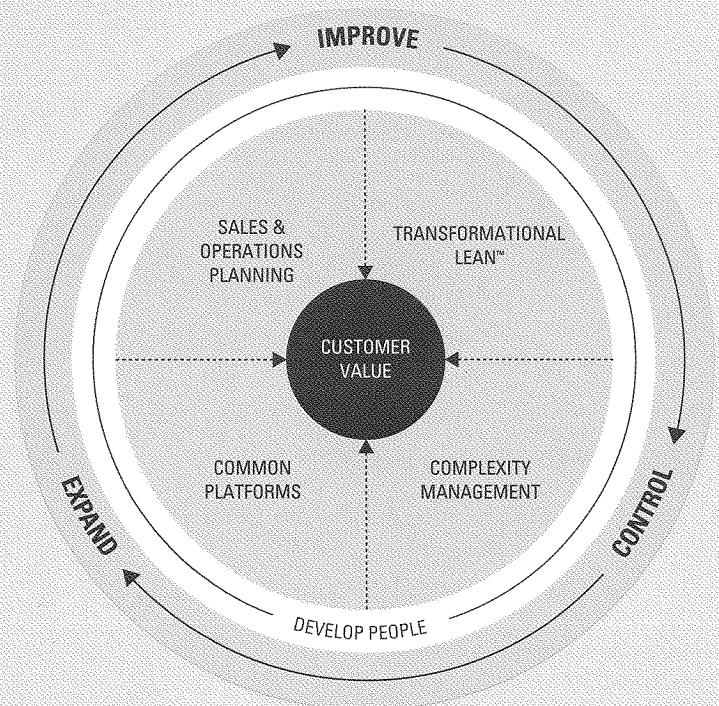 IMPROVE
SALES &
OPERATIONS
PLANNING
TRANSFORMATIONAL
LEAN™
CUSTOMER
VALUE
COMMON
PLATFORMS
COMPLEXITY
MANAGEMENT
EXPAND
CONTROL
DEVELOP PEOPLE